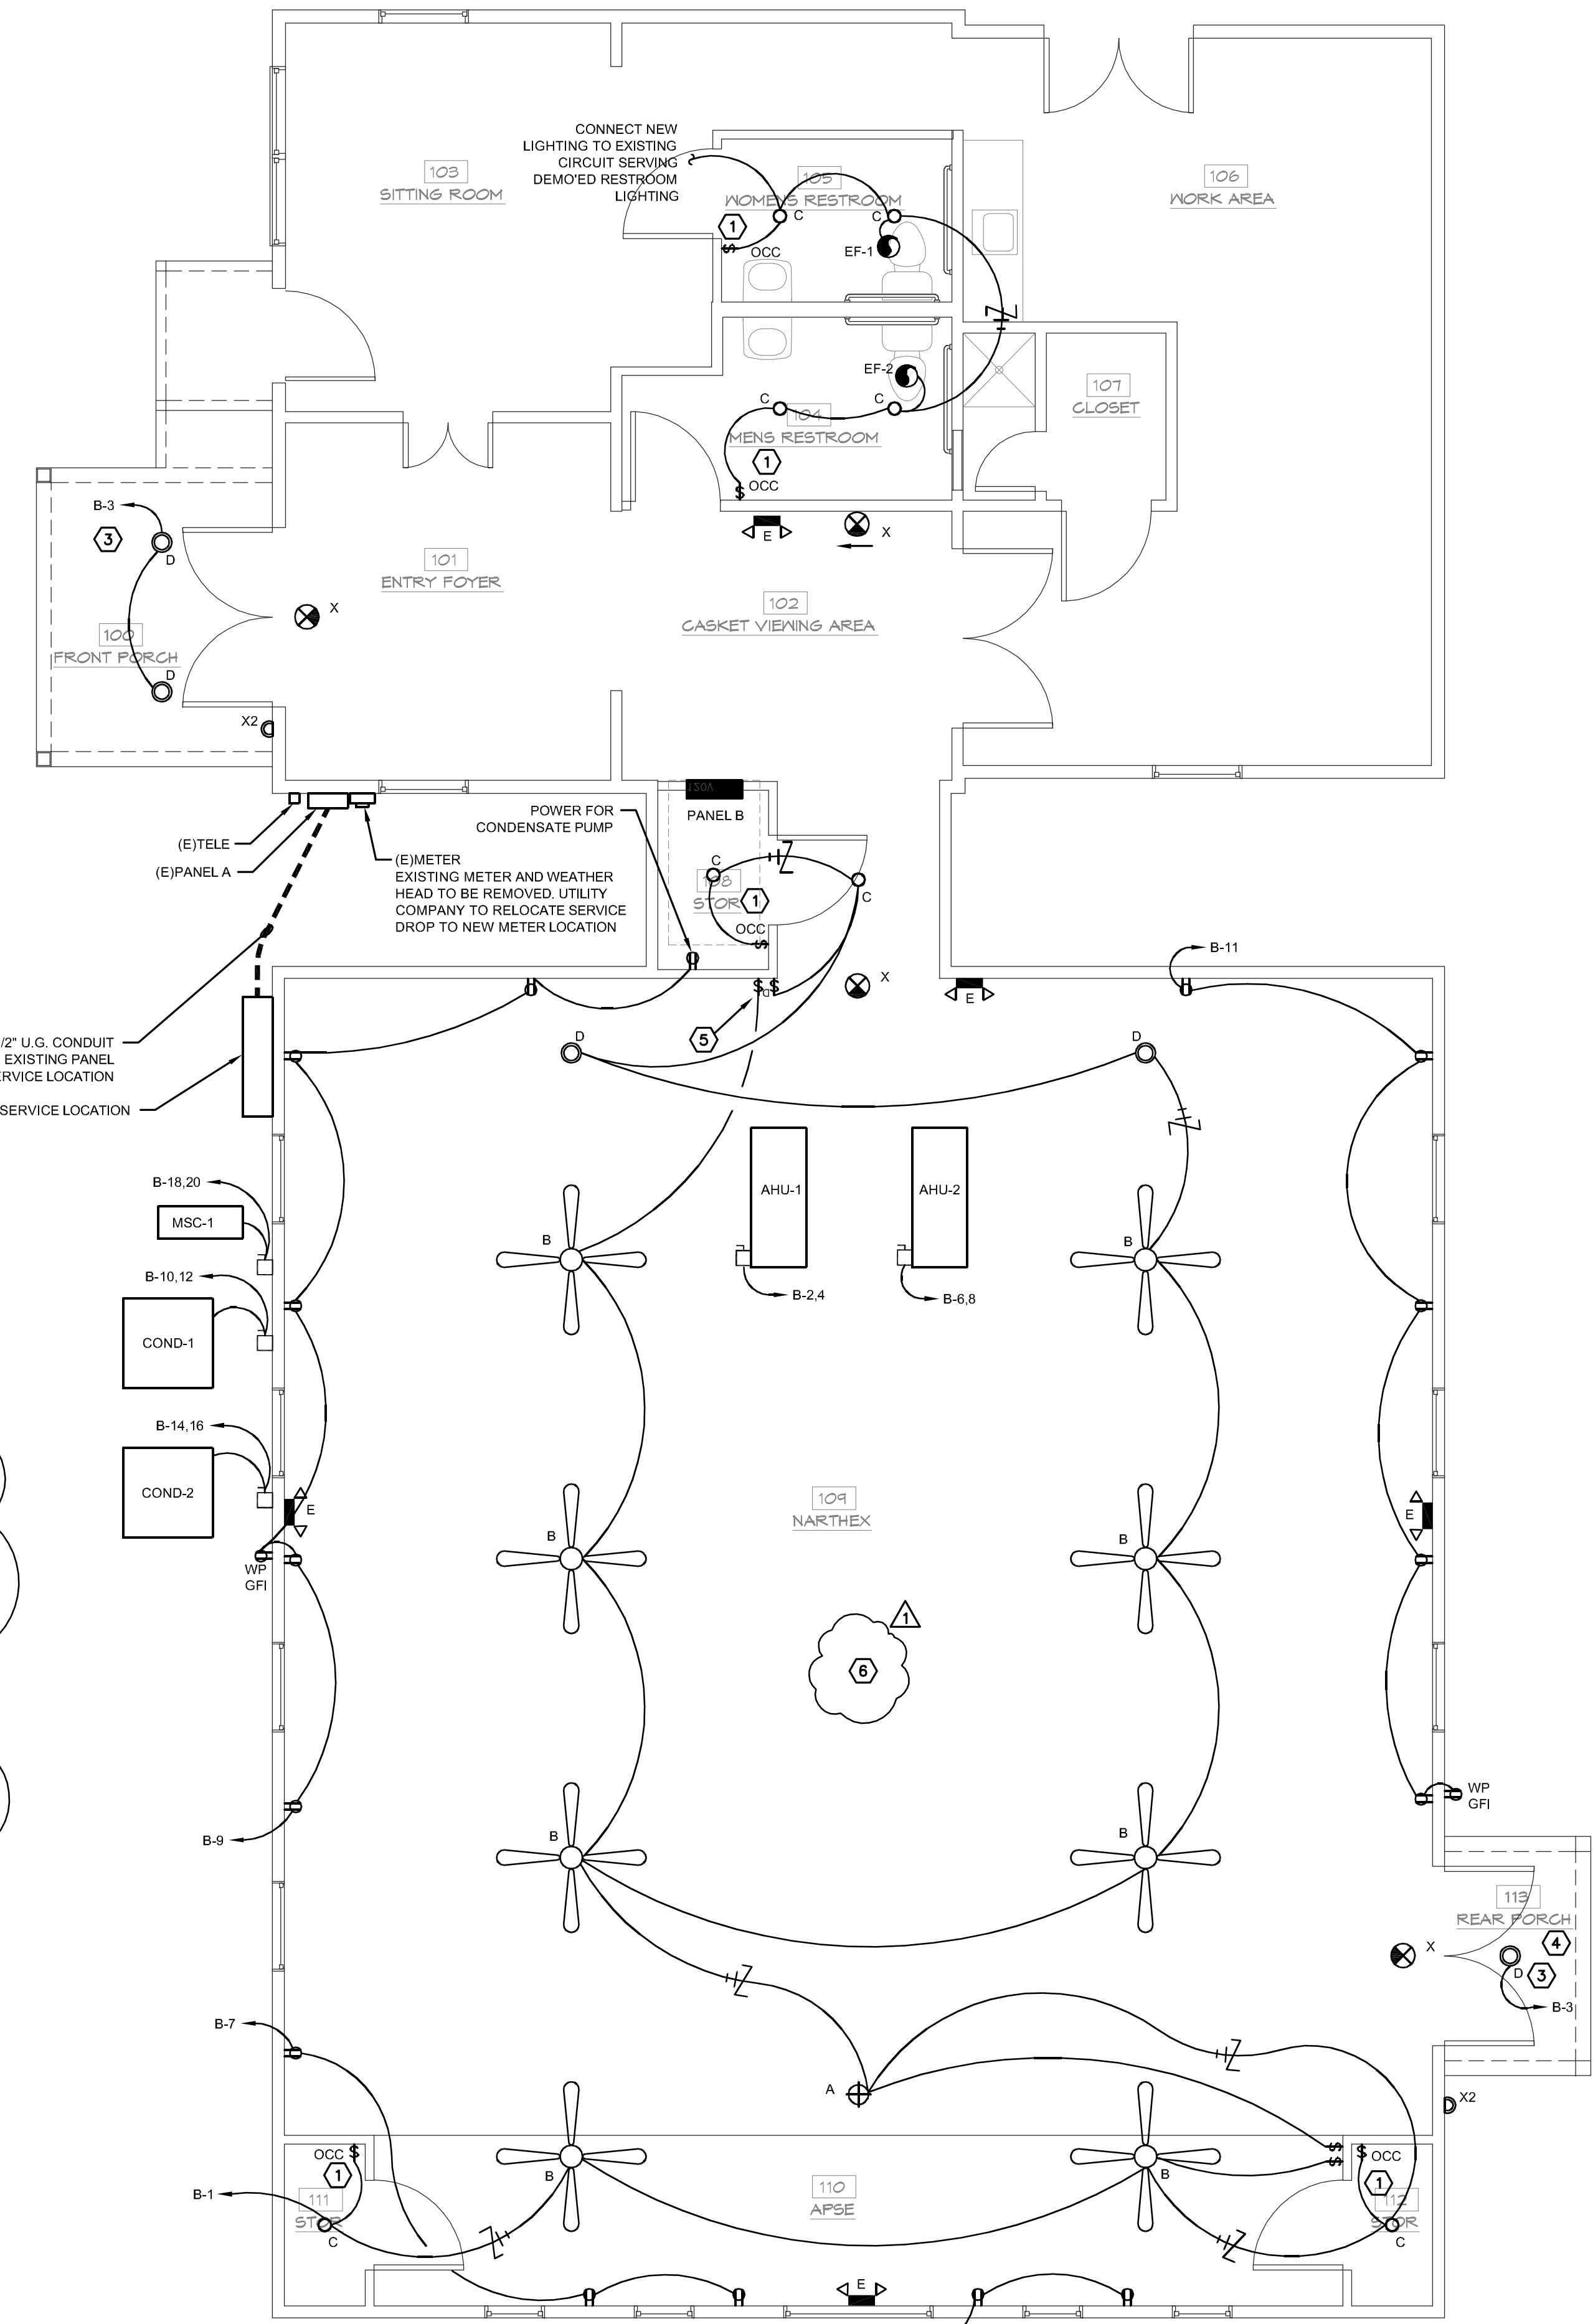 CONNECT NEW
LIGHTING TO EXISTING
CIRCUIT SERVING
DEMO'ED RESTROOM
LIGHTING
103
SITTING ROOM
105
WOMENS RESTROOM
106
WORK AREA
C
C
1
OCC
EF-1
EF-2
107
CLOSET
C
C
104
MENS RESTROOM
1
OCC
B-3
3
D
E
X
101
ENTRY FOYER
102
CASKET VIEWING AREA
X
100
FRONT PORCH
D
X2
120V
PANEL B
POWER FOR
CONDENSATE PUMP
(E)TELE
(E)PANEL A
(E)METER
EXISTING METER AND WEATHER
HEAD TO BE REMOVED. UTILITY
COMPANY TO RELOCATE SERVICE
DROP TO NEW METER LOCATION
C
108
STOR
1
C
OCC
B-11
X
E
D
5
/2" U.G. CONDUIT
EXISTING PANEL
ERVICE LOCATION
SERVICE LOCATION
D
D
B-18,20
MSC-1
AHU-1
AHU-2
B
B
B-10,12
B-2,4
B-6,8
COND-1
B-14,16
COND-2
E
109
NARTHEX
E
B
B
WP
GFI
1
6
WP
GFI
B-9
B
B
113
REAR PORCH
X
4
D
3
B-3
B-7
A
X2
OCC
1
B-1
111
STOR
C
B
110
APSE
B
OCC
1
112
STOR
C
E